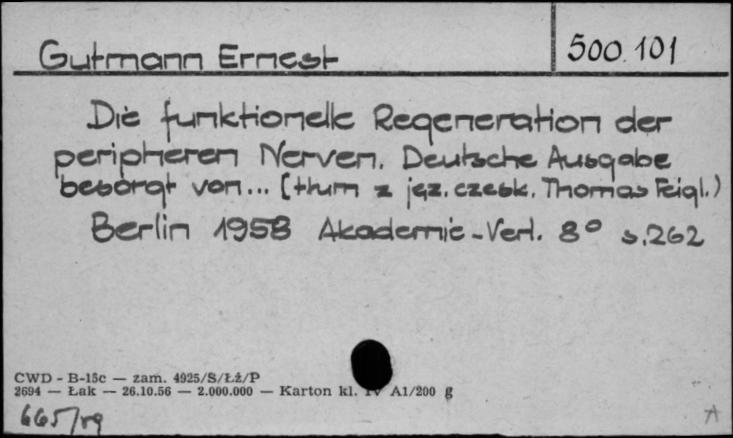 Gutmann Ernest 500.101
Die funktionelle Regeneration der
peripheren Nerven. Deutsche Ausgabe
besorgt von... (tłum z jęz. czesk. Thomas Feigl.)
Berlin 1958 Akademie-Verl. 8° s.262
CWD - B-15c — zam. 4925/S/Łż/P
2694 — Łak — 26.10.56 — 2.000.000 — Karton kl. IV A1/200 g
665/rg
A